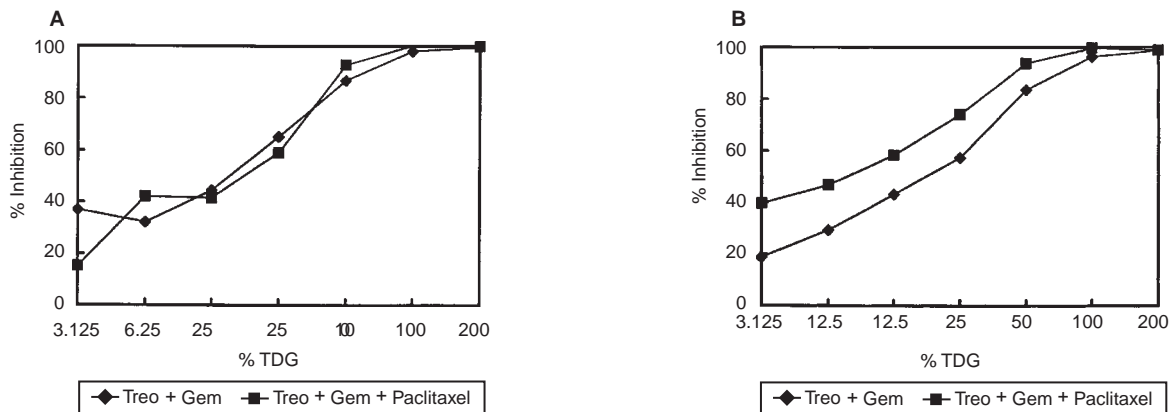 A
100
80
60
40
20
0
% Inhibition
3.125 6.25 25 25 100 200
% TDG
Treo + Gem Treo + Gem + Paclitaxel
B
100
80
60
40
20
0
% Inhibition
3.125 12.5 12.5 25 50 100 200
% TDG
Treo + Gem Treo + Gem + Paclitaxel